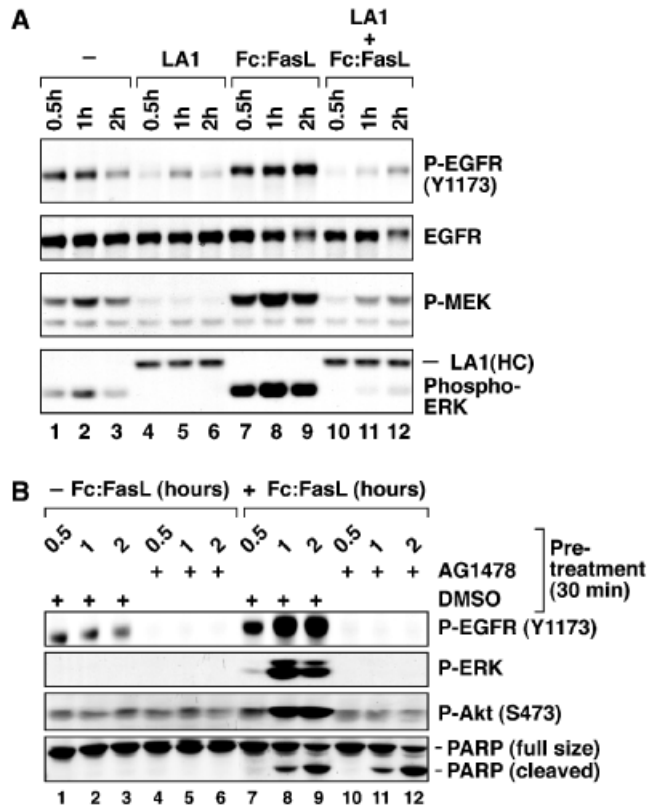 A
LA1
+
– LA1 Fc:FasL Fc:FasL
0.5h 1h 2h 0.5h 1h 2h 0.5h 1h 2h 0.5h 1h 2h
P-EGFR
(Y1173)
EGFR
P-MEK
– LA1(HC)
Phospho-
ERK
1 2 3 4 5 6 7 8 9 10 11 12
B – Fc:FasL (hours) + Fc:FasL (hours)
0.5 1 2 0.5 1 2 0.5 1 2 0.5 1 2
Pre-
treatment
(30 min)
+ + + + + + AG1478
+ + + + + + DMSO
P-EGFR (Y1173)
P-ERK
P-Akt (S473)
- PARP (full size)
- PARP (cleaved)
1 2 3 4 5 6 7 8 9 10 11 12